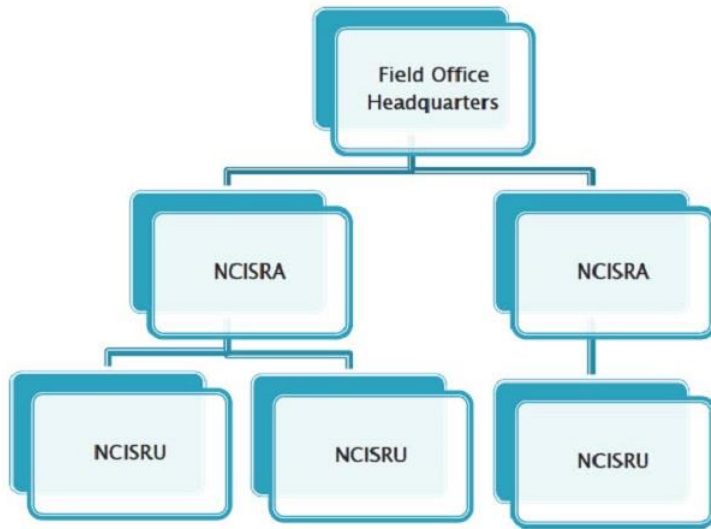 Field Office
Headquarters
NCISRA
NCISRA
NCISRU
NCISRU
NCISRU